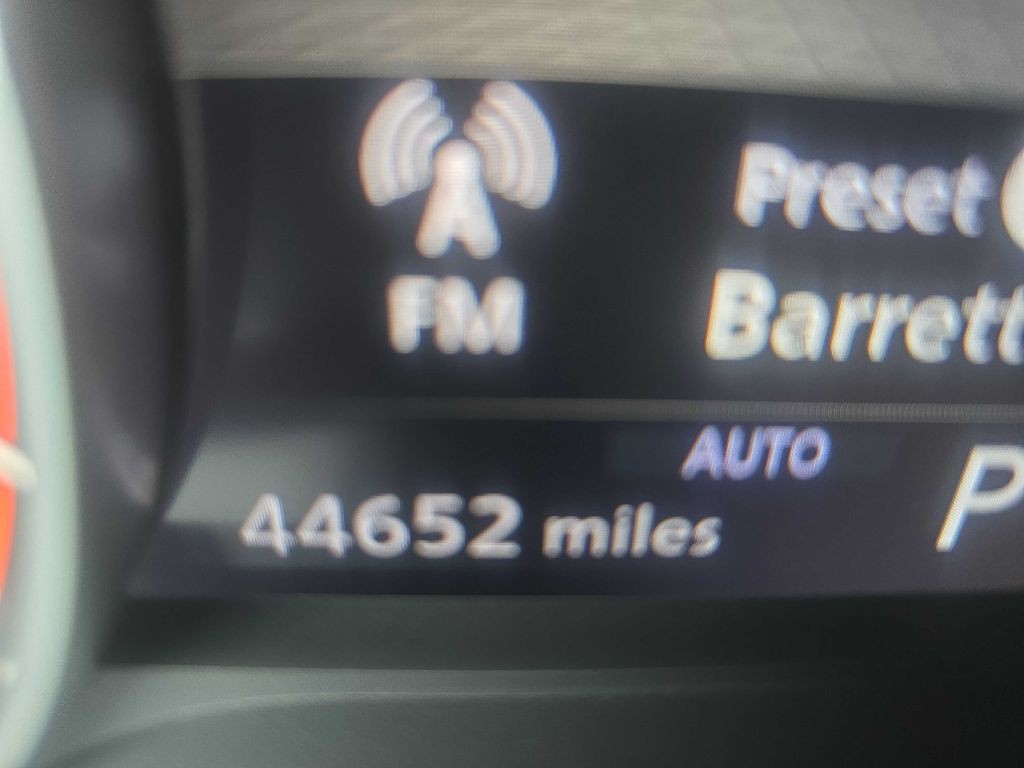 Preset
FM
Barrett
AUTO
P
44652 miles